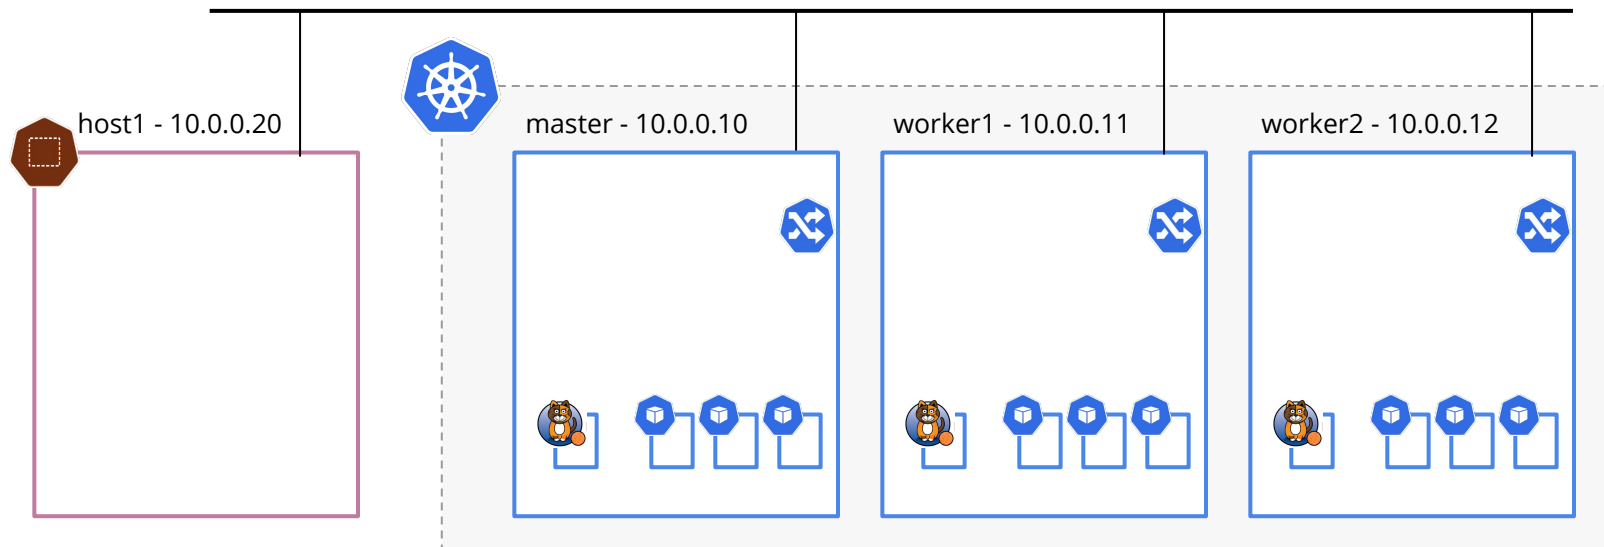 host1 - 10.0.0.20
master - 10.0.0.10
worker1 - 10.0.0.11
worker2 - 10.0.0.12